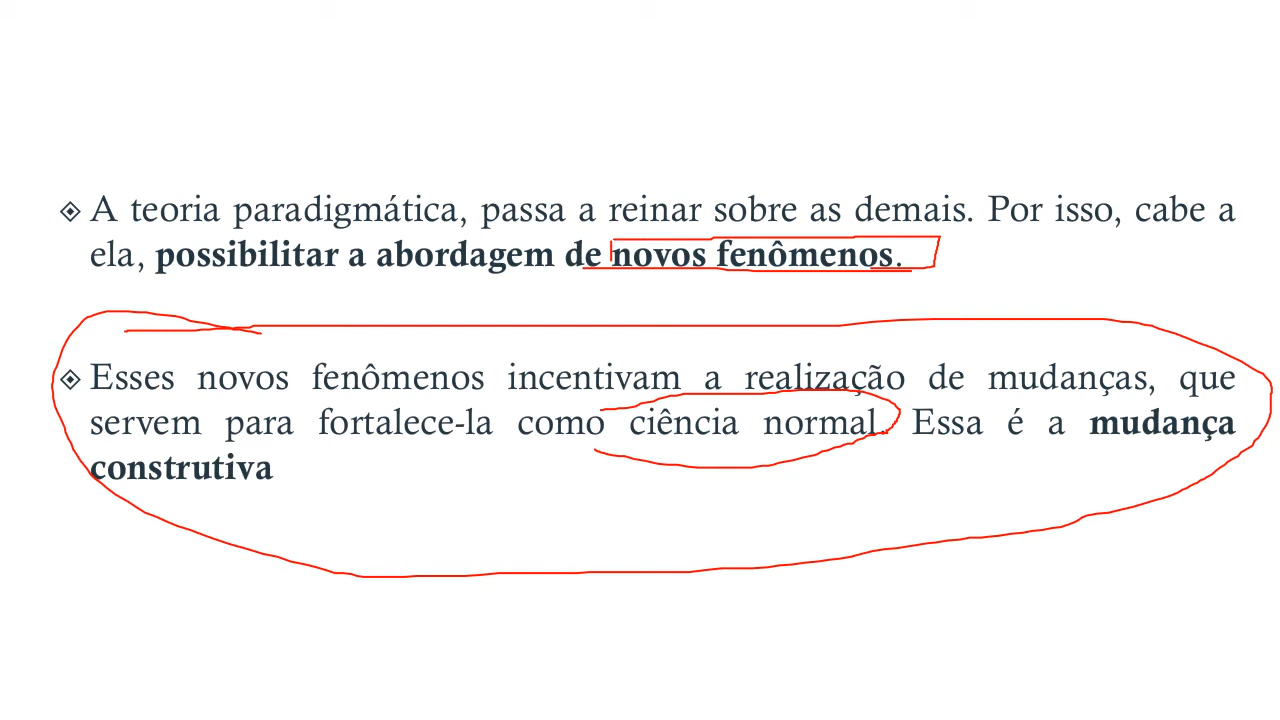 A teoria paradigmática, passa a reinar sobre as demais. Por isso, cabe a
ela, possibilitar a abordagem de novos fenômenos.
Esses novos fenômenos incentivam a realização de mudanças, que
servem para fortalece-la como ciência normal. Essa é a mudança
construtiva